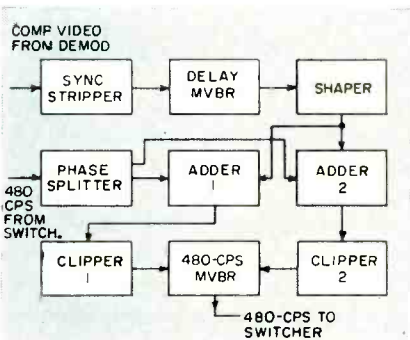 COMP VIDEO
FROM DEMOD
SYNC
STRIPPER
DELAY
MVBR
SHAPER
PHASE
SPLITTER
ADDER
1
ADDER
2
480
CPS
FROM
SWITCH.
CLIPPER
1
480-CPS
MVBR
CLIPPER
2
480-CPS TO
SWITCHER